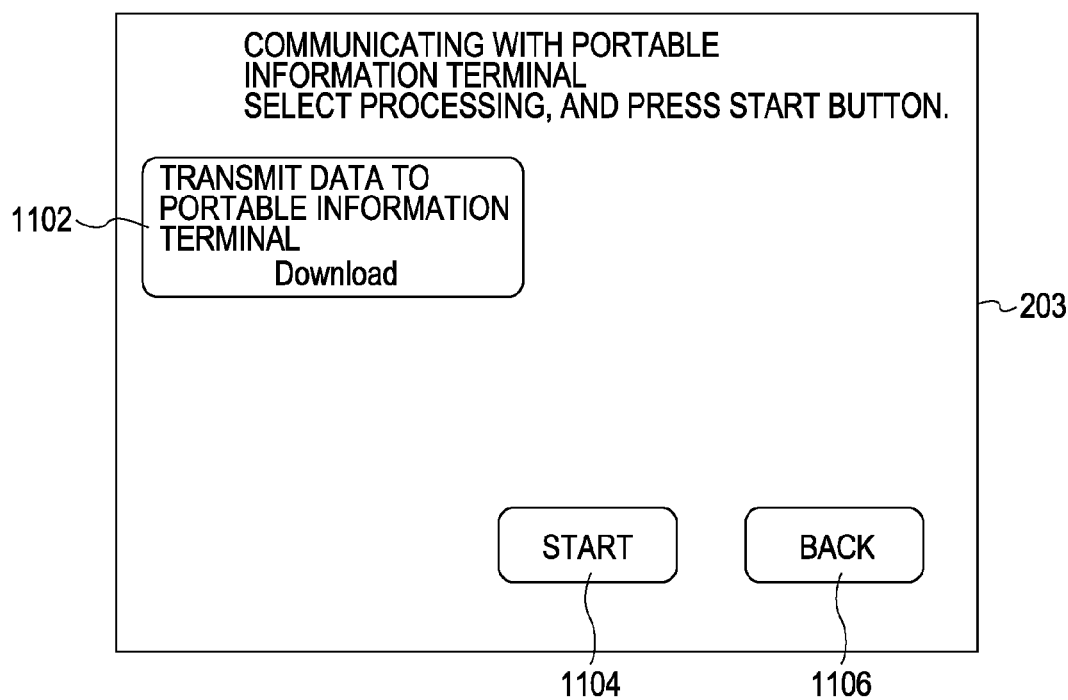 COMMUNICATING WITH PORTABLE
INFORMATION TERMINAL
SELECT PROCESSING, AND PRESS START BUTTON.
TRANSMIT DATA TO
PORTABLE INFORMATION
TERMINAL
Download
1102
203
START
BACK
1104
1106